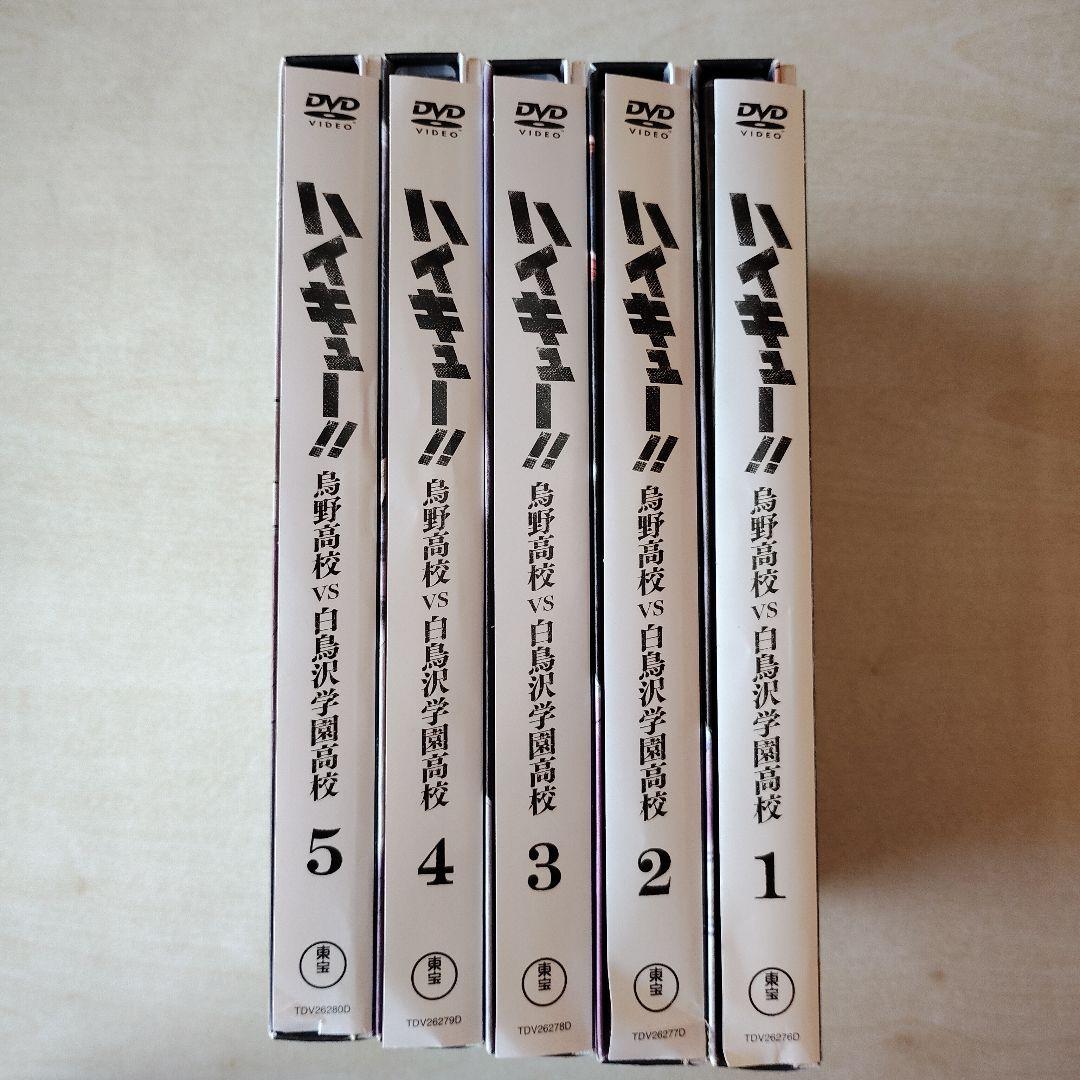 DVD
VIDEO
ハイキュー!!
烏野高校 VS 白鳥沢学園高校
5
東宝
TDV26280D
DVD
VIDEO
ハイキュー!!
烏野高校 VS 白鳥沢学園高校
4
東宝
TDV26279D
DVD
VIDEO
ハイキュー!!
烏野高校 VS 白鳥沢学園高校
3
東宝
TDV26278D
DVD
VIDEO
ハイキュー!!
烏野高校 VS 白鳥沢学園高校
2
東宝
TDV26277D
DVD
VIDEO
ハイキュー!!
烏野高校 VS 白鳥沢学園高校
1
東宝
TDV26276D